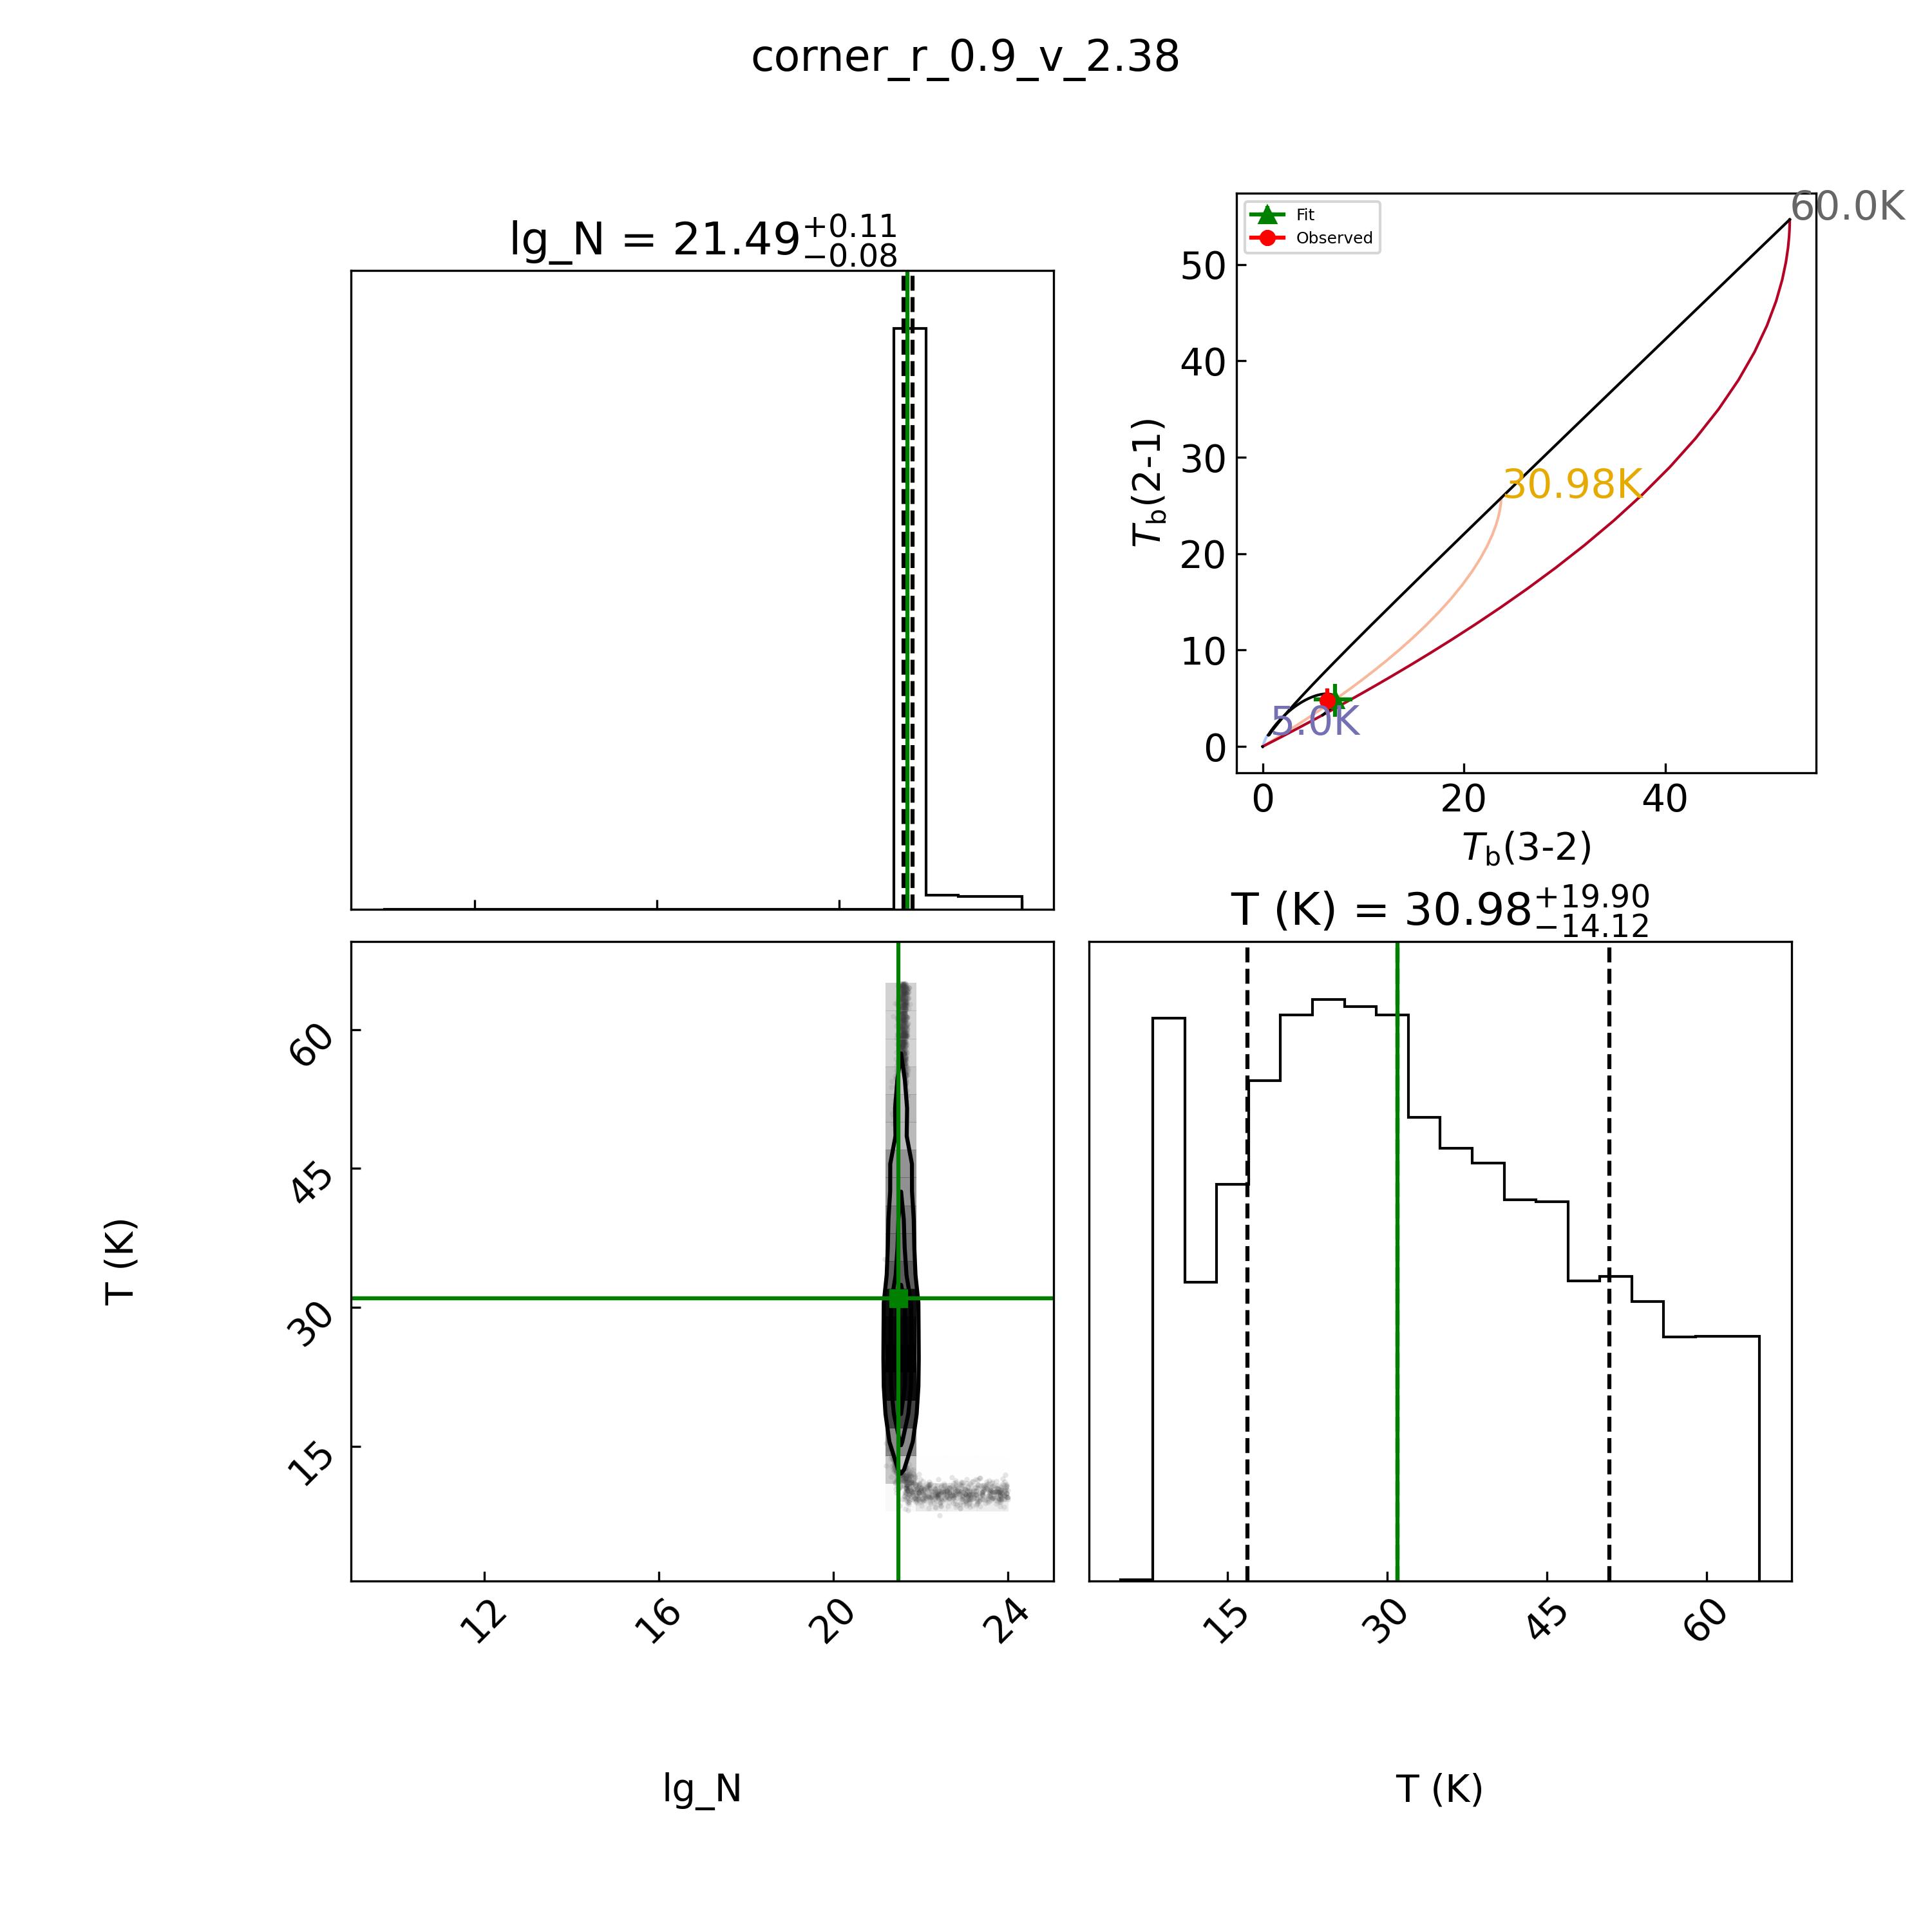 corner_r_0.9_v_2.38
lg_N = 21.49+0.11−0.08
60.0K
Fit
Observed
50
40
30
20
10
0
Tb(2-1)
30.98K
5.0K
0 20 40
Tb(3-2)
T (K) = 30.98+19.90−14.12
60
45
30
15
T (K)
12 16 20 24
15 30 45 60
lg_N
T (K)